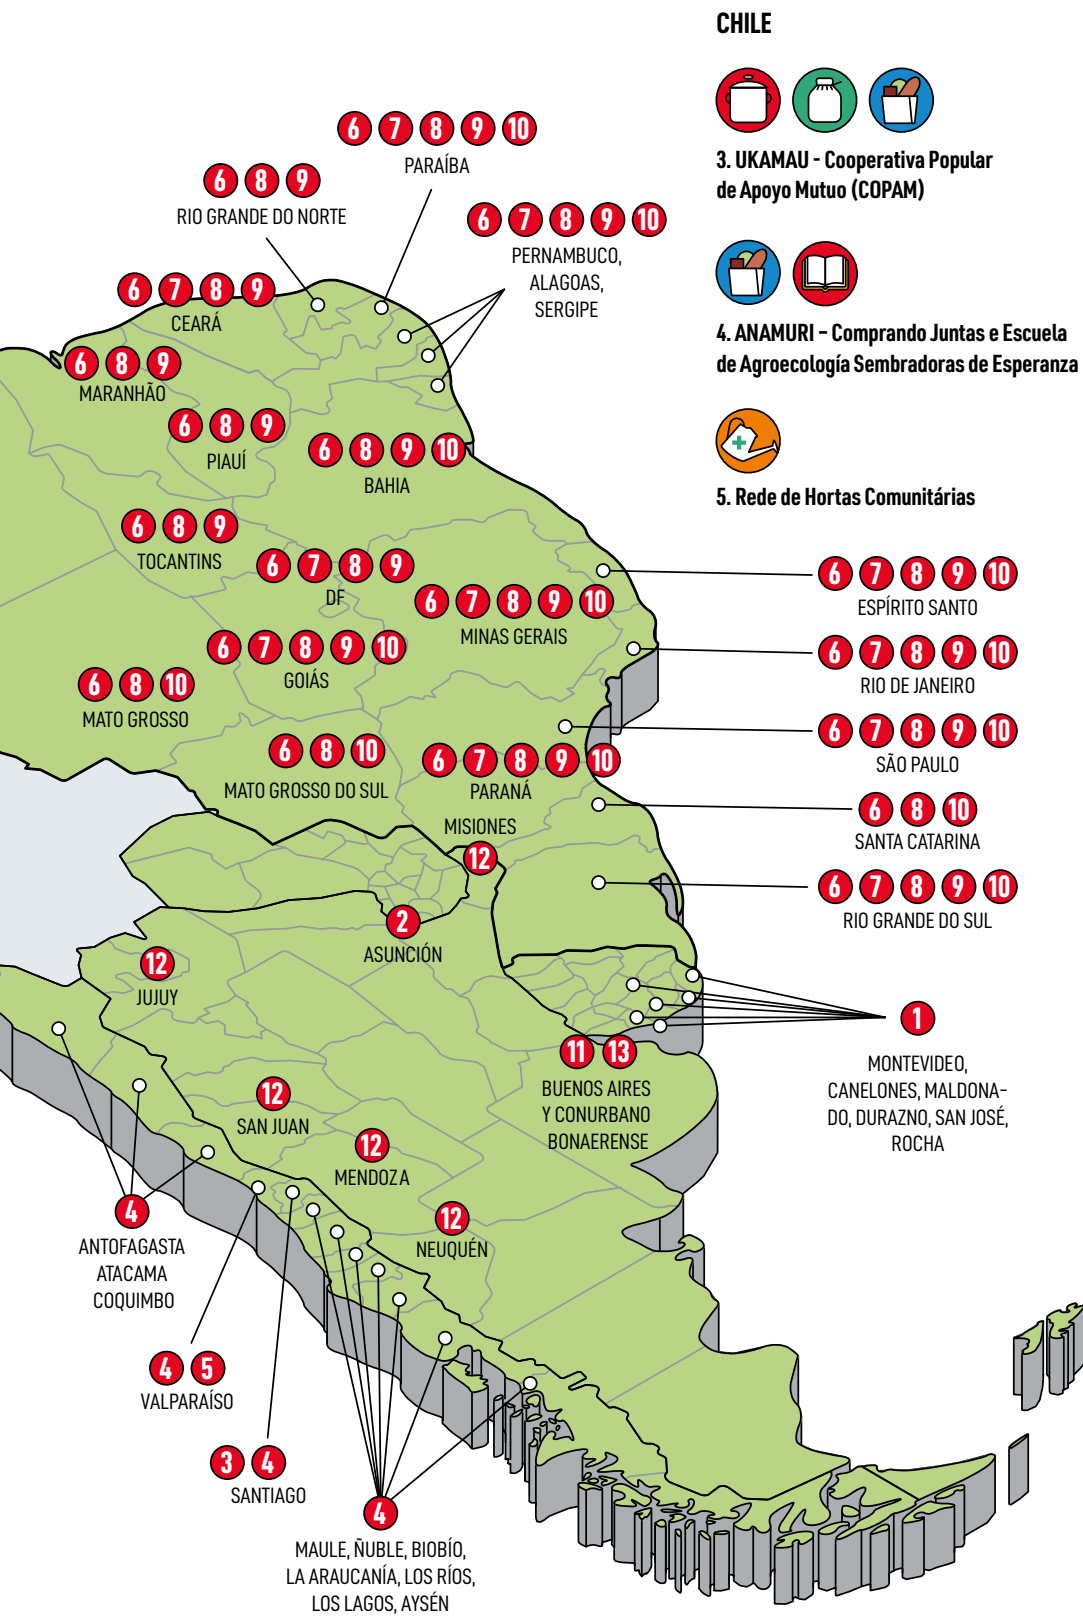 CHILE
3. UKAMAU - Cooperativa Popular
de Apoyo Mutuo (COPAM)
4. ANAMURI – Comprando Juntas e Escuela
de Agroecología Sembradoras de Esperanza
5. Rede de Hortas Comunitárias
6 7 8 9 10
PARAÍBA
6 8 9
RIO GRANDE DO NORTE
6 7 8 9 10
PERNAMBUCO,
ALAGOAS,
SERGIPE
6 7 8 9
CEARÁ
6 8 9
MARANHÃO
6 8 9
PIAUÍ
6 8 9 10
BAHIA
6 8 9
TOCANTINS
6 7 8 9
DF
6 7 8 9 10
MINAS GERAIS
6 7 8 9 10
ESPÍRITO SANTO
6 7 8 9 10
GOIÁS
6 7 8 9 10
RIO DE JANEIRO
6 8 10
MATO GROSSO
6 7 8 9 10
SÃO PAULO
6 8 10
MATO GROSSO DO SUL
6 7 8 9 10
PARANÁ
6 8 10
SANTA CATARINA
MISIONES
12
6 7 8 9 10
RIO GRANDE DO SUL
2
ASUNCIÓN
12
JUJUY
1
MONTEVIDEO,
CANELONES, MALDONA-
DO, DURAZNO, SAN JOSÉ,
ROCHA
11 13
BUENOS AIRES
Y CONURBANO
BONAERENSE
12
SAN JUAN
12
MENDOZA
12
NEUQUÉN
4
ANTOFAGASTA
ATACAMA
COQUIMBO
4 5
VALPARAÍSO
3 4
SANTIAGO
4
MAULE, ÑUBLE, BIOBÍO,
LA ARAUCANÍA, LOS RÍOS,
LOS LAGOS, AYSÉN